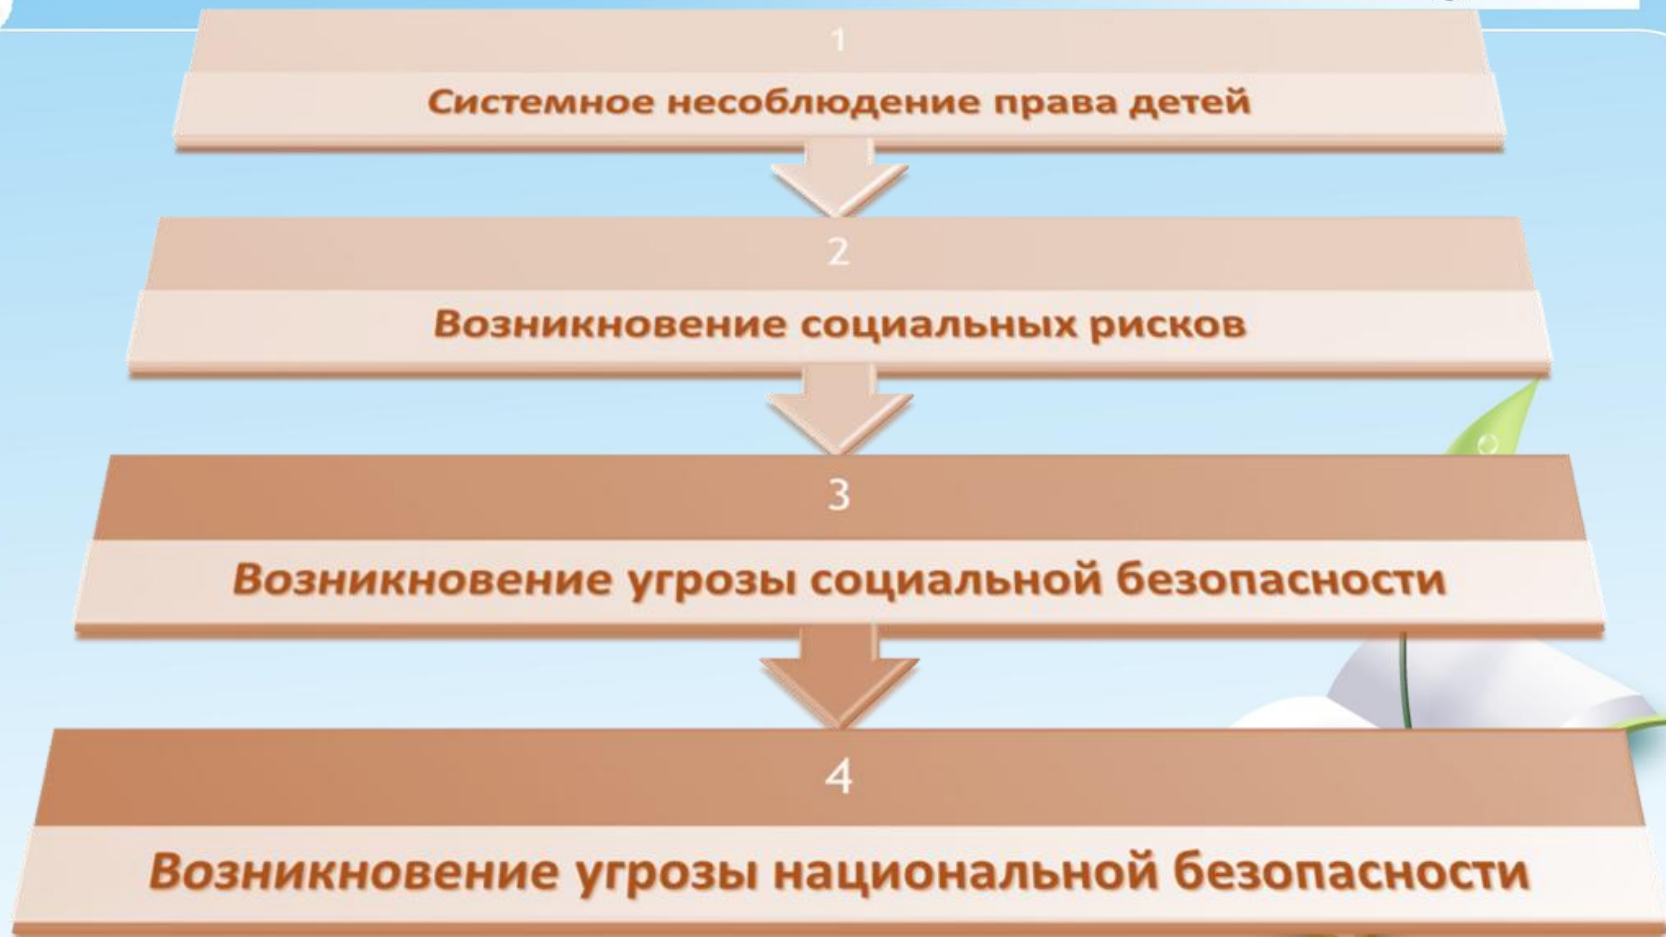 1
Системное несоблюдение права детей
2
Возникновение социальных рисков
3
Возникновение угрозы социальной безопасности
4
Возникновение угрозы национальной безопасности